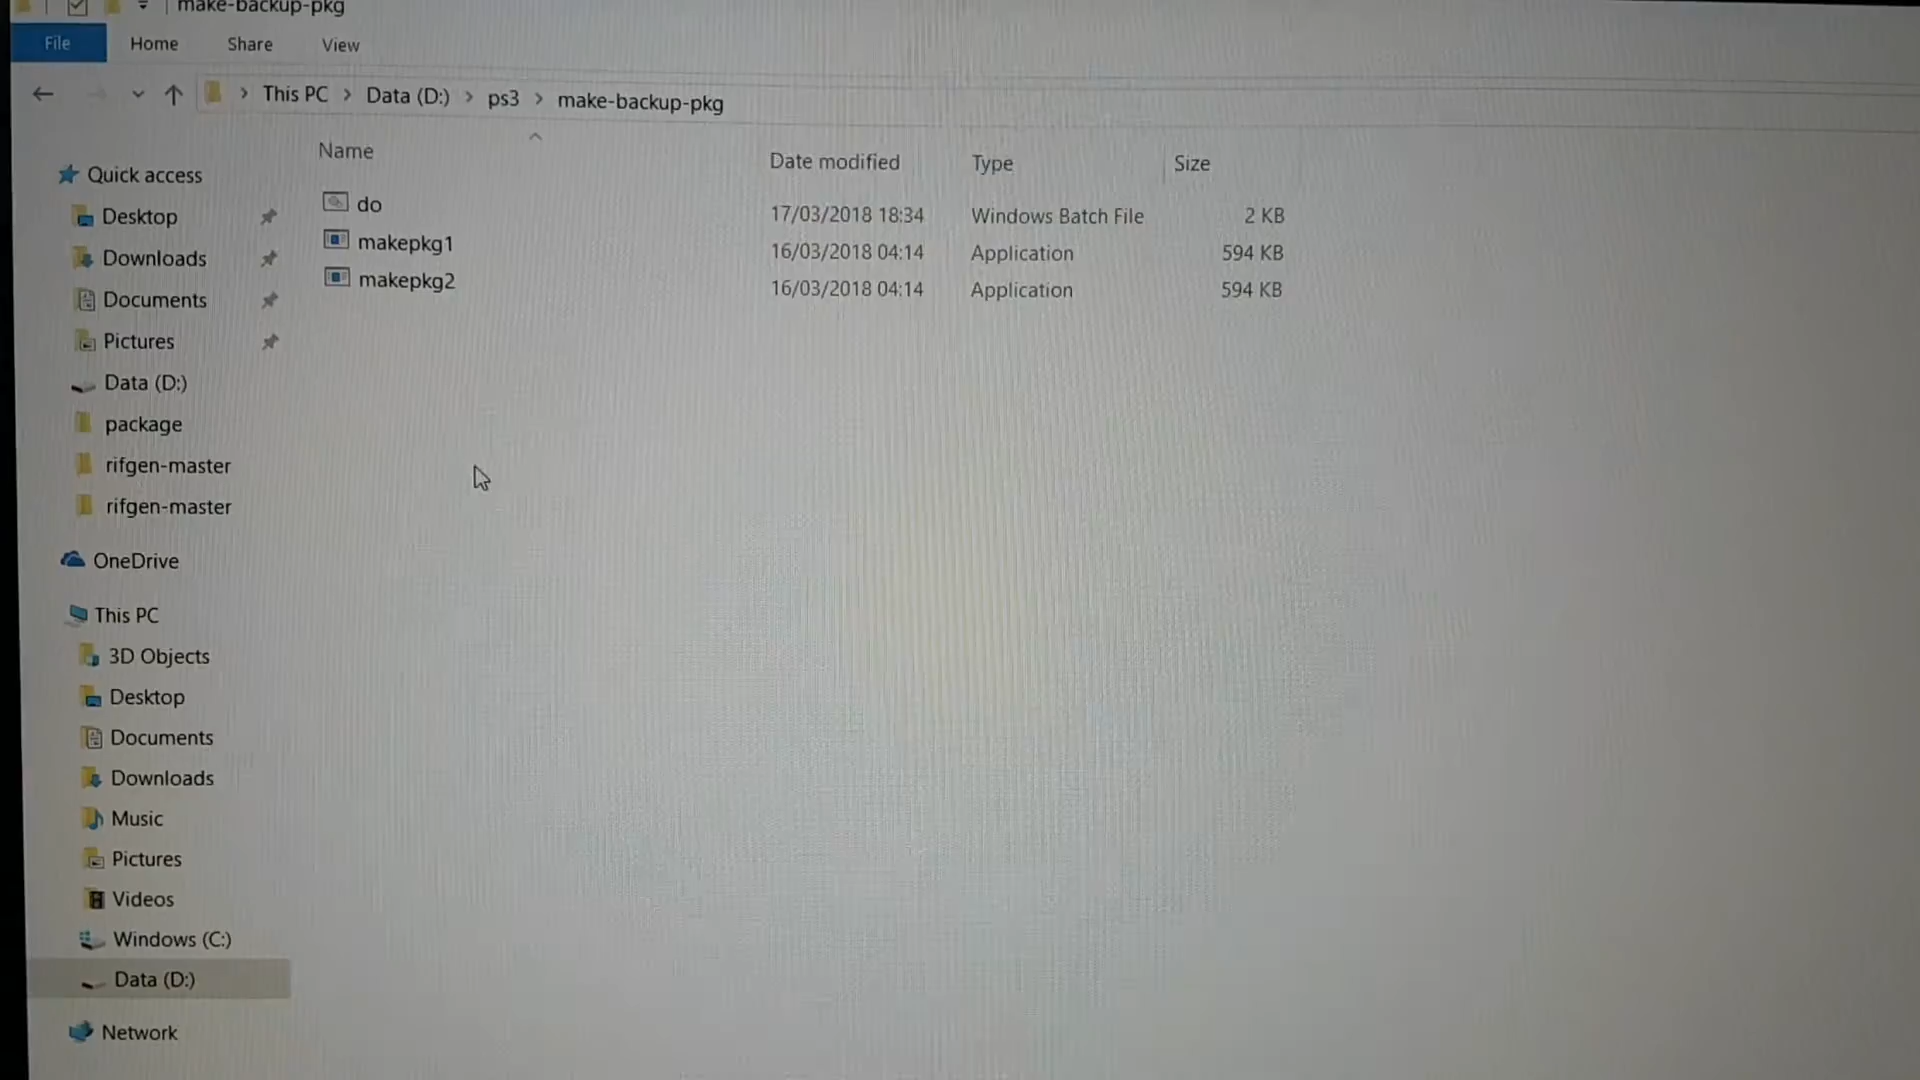 make-backup-pkg
File Home Share View
This PC Data (D:) ps3 make-backup-pkg
Name Date modified Type Size
do 17/03/2018 18:34 Windows Batch File 2 KB
makepkg1 16/03/2018 04:14 Application 594 KB
makepkg2 16/03/2018 04:14 Application 594 KB
Quick access
Desktop
Downloads
Documents
Pictures
Data (D:)
package
rifgen-master
rifgen-master
OneDrive
This PC
3D Objects
Desktop
Documents
Downloads
Music
Pictures
Videos
Windows (C:)
Data (D:)
Network